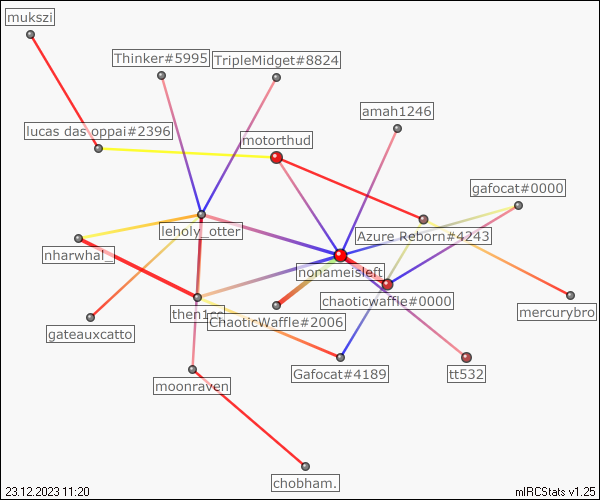 mukszi
Thinker#5995
TripleMidget#8824
amah1246
lucas das oppai#2396
motorthud
gafocat#0000
leholy_otter
Azure Reborn#4243
nharwhal_
nonameisleft
chaoticwaffle#0000
mercurybro
ChaoticWaffle#2006
gateauxcatto
Gafocat#4189
tt532
moonraven
chobham.
23.12.2023 11:20
mIRCStats v1.25